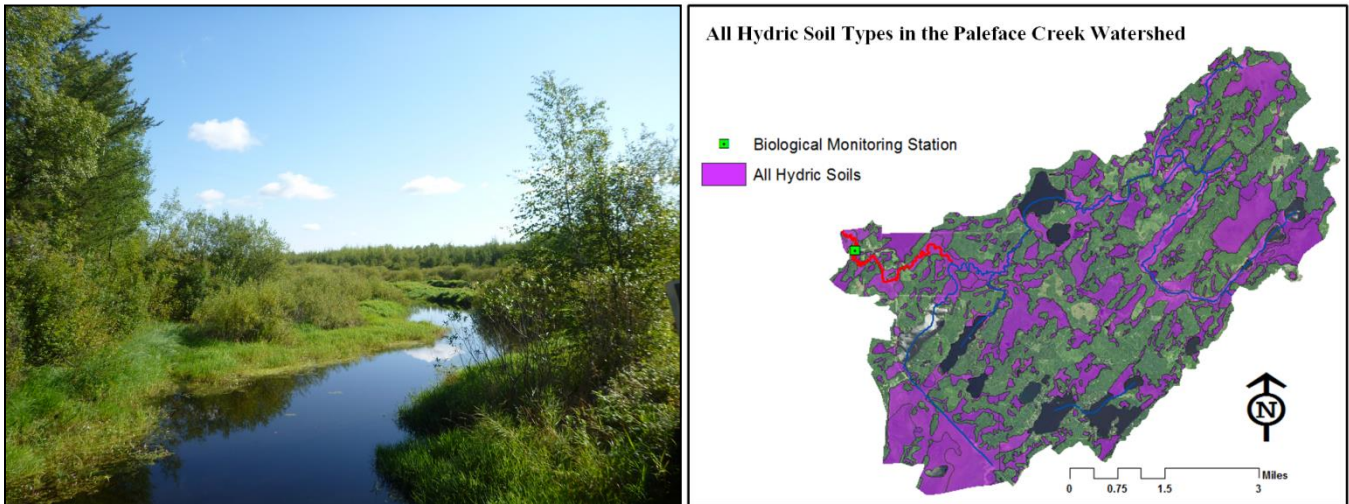 All Hydric Soil Types in the Paleface Creek Watershed
Biological Monitoring Station
All Hydric Soils
N
Miles
0 0.75 1.5 3